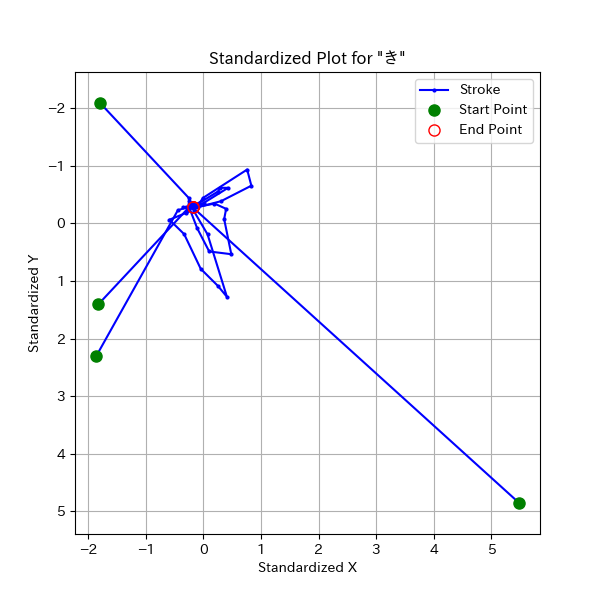 Standardized Plot for "き"
Stroke
Start Point
End Point
−2
−1
0
1
2
3
4
5
Standardized Y
−2 −1 0 1 2 3 4 5
Standardized X